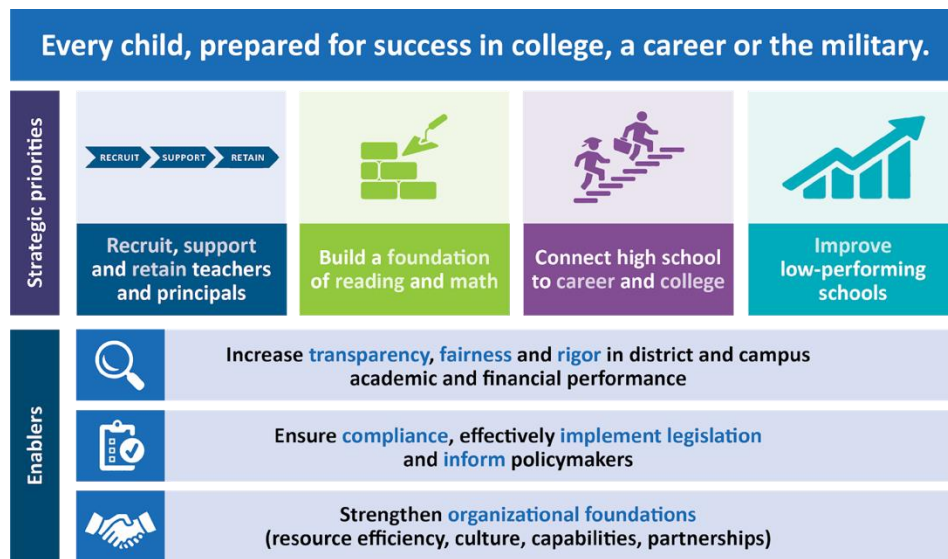 Every child, prepared for success in college, a career or the military.
Strategic priorities
RECRUIT SUPPORT RETAIN
Recruit, support
and retain teachers
and principals
Build a foundation
of reading and math
Connect high school
to career and college
Improve
low-performing
schools
Enablers
Increase transparency, fairness and rigor in district and campus
academic and financial performance
Ensure compliance, effectively implement legislation
and inform policymakers
Strengthen organizational foundations
(resource efficiency, culture, capabilities, partnerships)